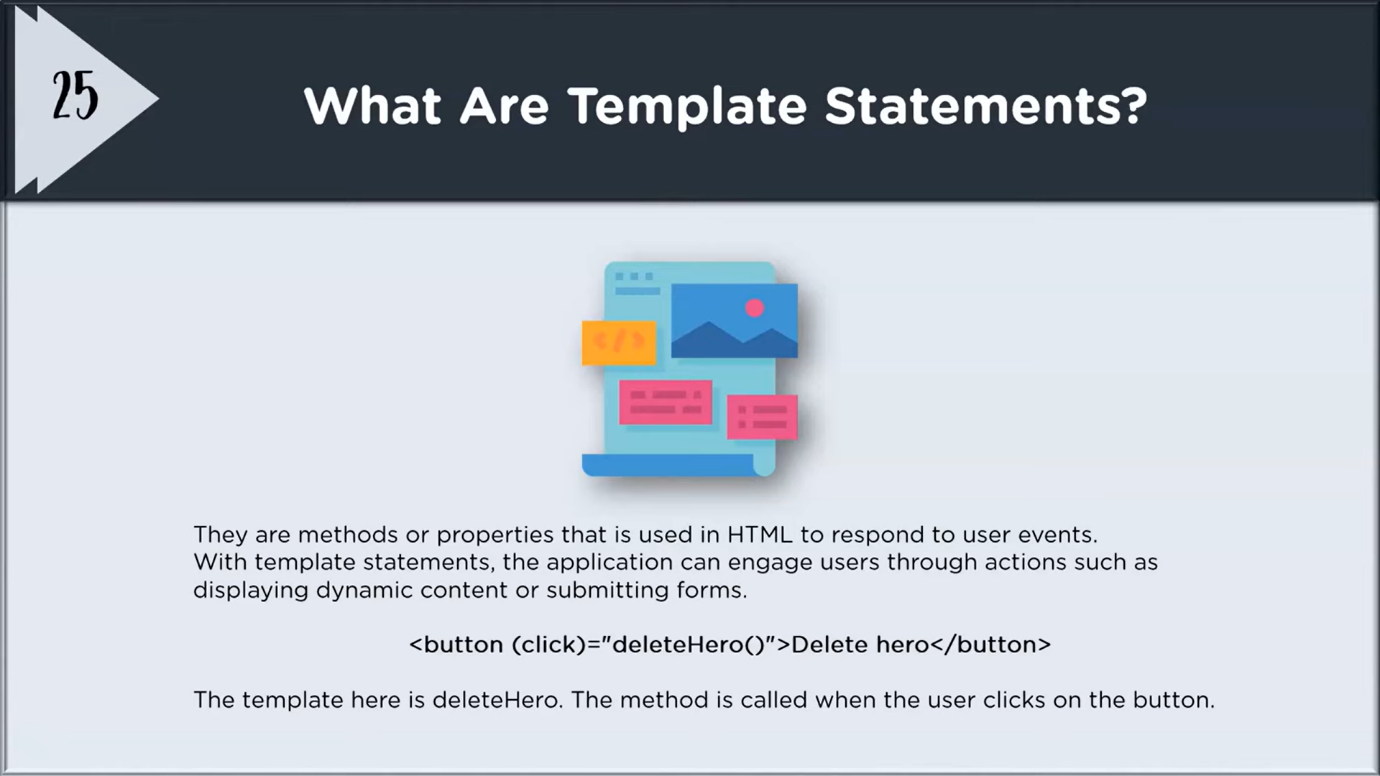 25
What Are Template Statements?
</>
They are methods or properties that is used in HTML to respond to user events.
With template statements, the application can engage users through actions such as
displaying dynamic content or submitting forms.
<button (click)="deleteHero()">Delete hero</button>
The template here is deleteHero. The method is called when the user clicks on the button.